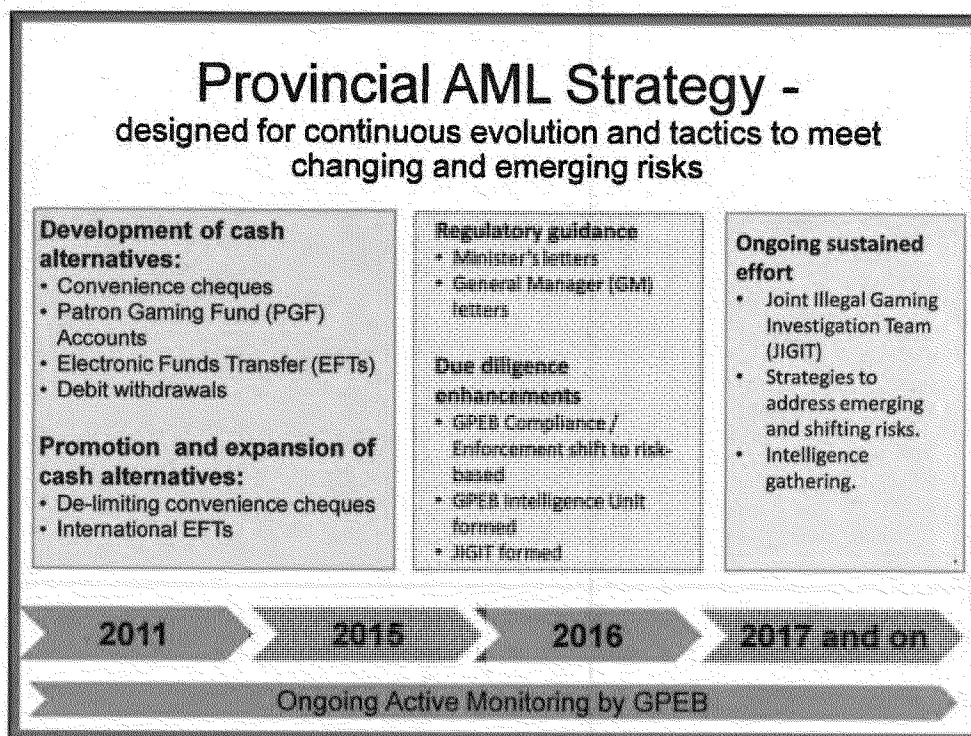 Provincial AML Strategy -
designed for continuous evolution and tactics to meet
changing and emerging risks
Development of cash
alternatives:
• Convenience cheques
• Patron Gaming Fund (PGF)
Accounts
• Electronic Funds Transfer (EFTs)
• Debit withdrawals
Promotion and expansion of
cash alternatives:
• De-limiting convenience cheques
• International EFTs
Regulatory guidance
• Minister's letters
• General Manager (GM)
letters
Due diligence
enhancements
• GPEB Compliance /
Enforcement shift to risk-
based
• GPEB Intelligence Unit
formed
• JIGIT formed
Ongoing sustained
effort
• Joint Illegal Gaming
Investigation Team
(JIGIT)
• Strategies to
address emerging
and shifting risks.
• Intelligence
gathering.
2011
2015
2016
2017 and on
Ongoing Active Monitoring by GPEB